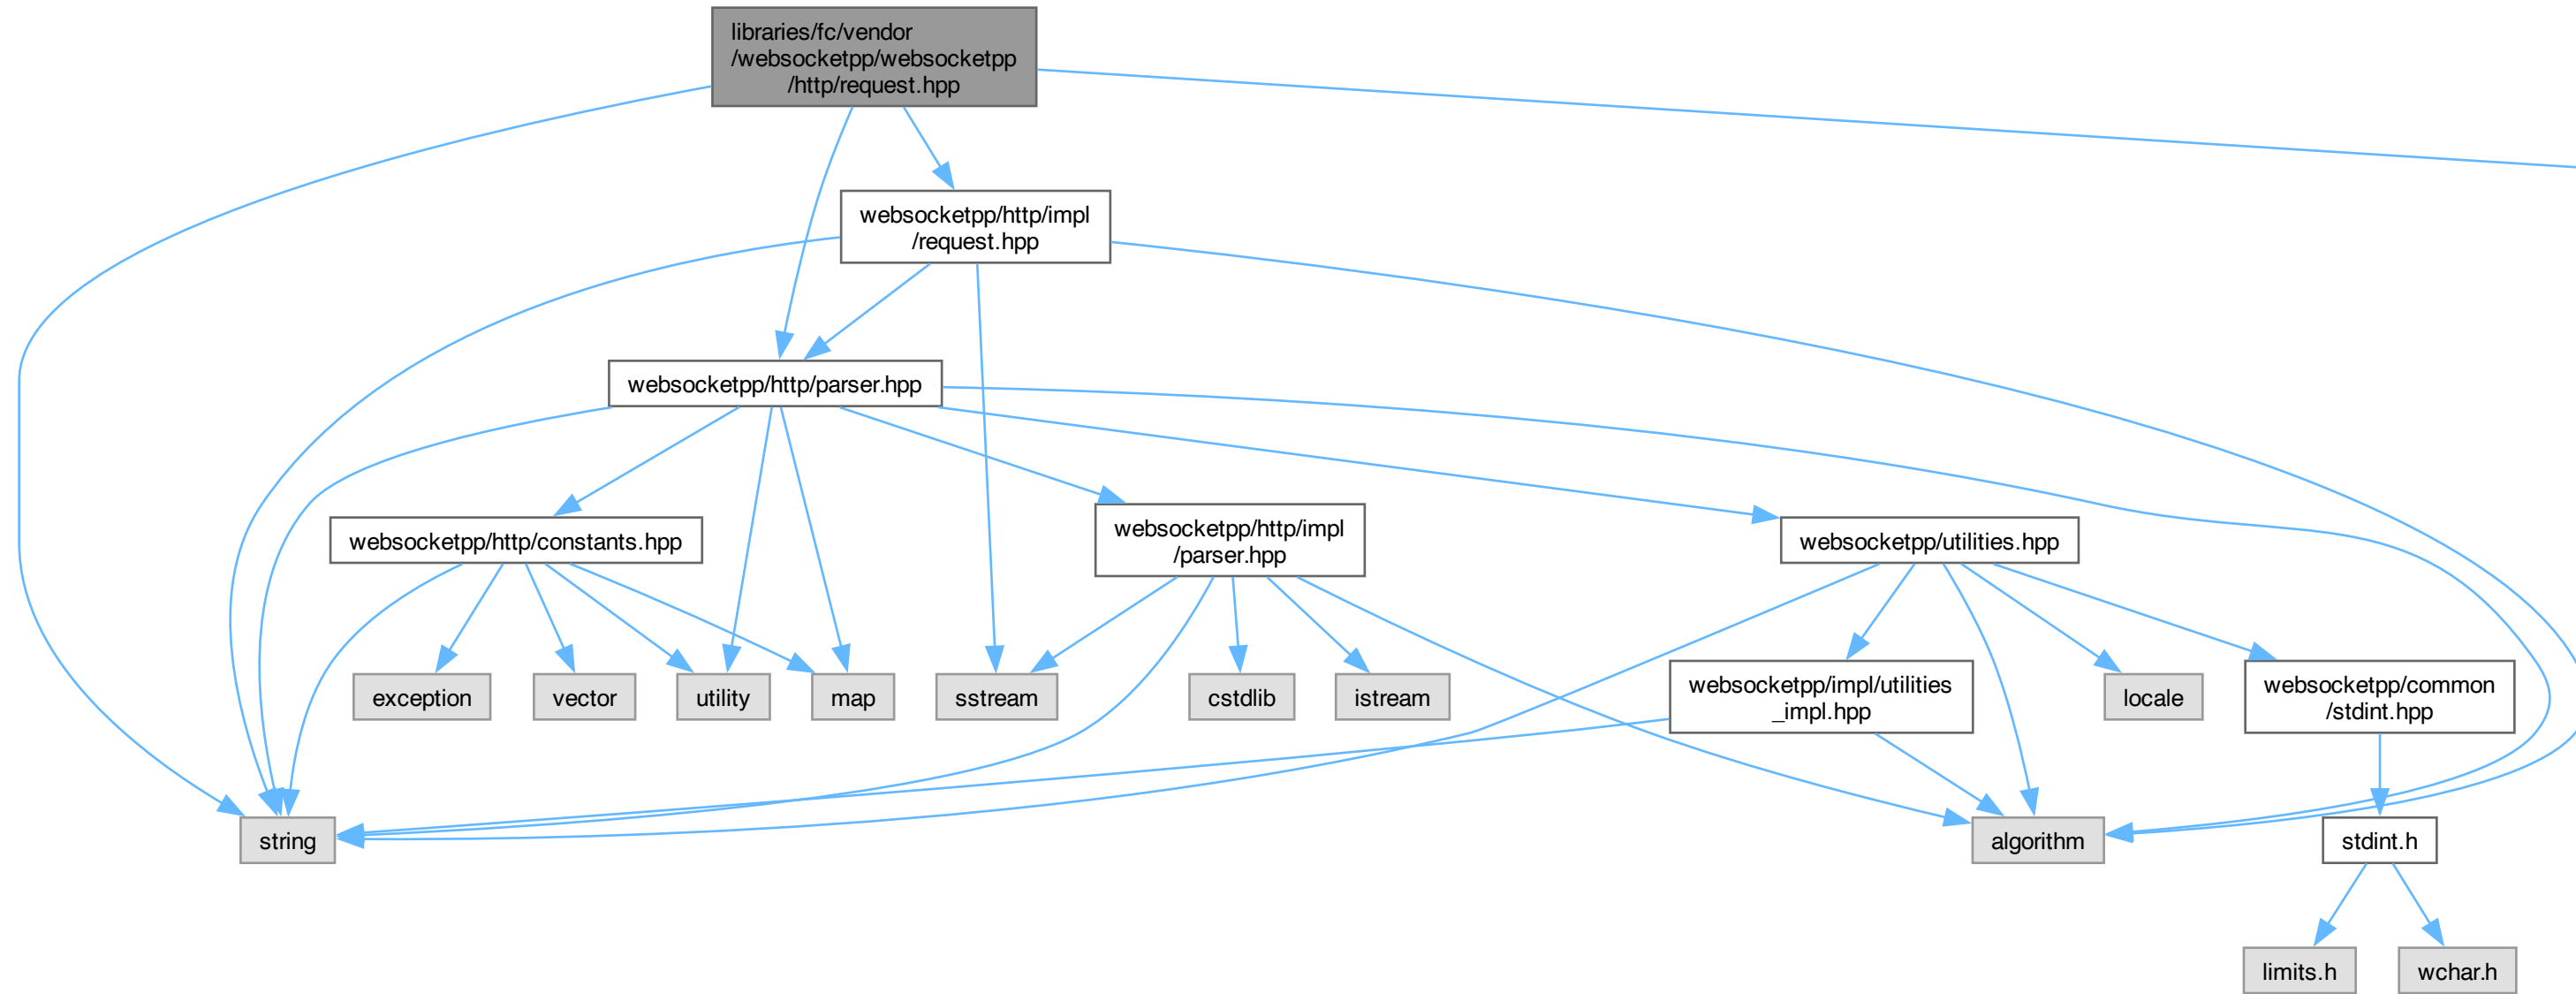 libraries/fc/vendor
/websocketpp/websocketpp
/http/request.hpp
websocketpp/http/impl
/request.hpp
websocketpp/http/parser.hpp
websocketpp/http/constants.hpp
websocketpp/http/impl
/parser.hpp
websocketpp/utilities.hpp
exception
vector
utility
map
sstream
cstdlib
istream
websocketpp/impl/utilities
_impl.hpp
locale
websocketpp/common
/stdint.hpp
string
algorithm
stdint.h
limits.h
wchar.h